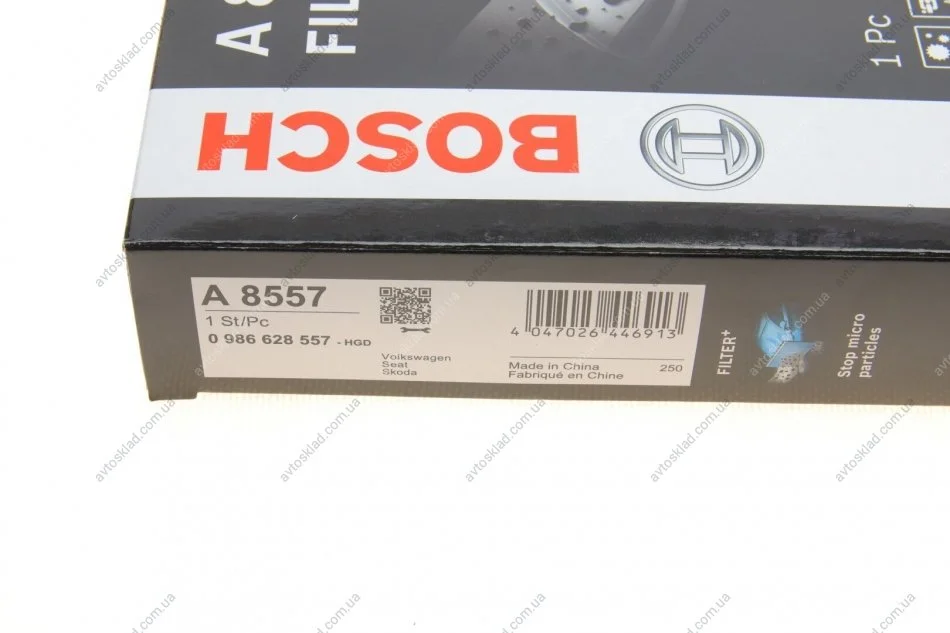 A 8
FIL
1 Pc
BOSCH
A 8557
1 St/Pc
0 986 628 557 - HGD
Volkswagen
Seat
Skoda
4 047026 446913
Made in China
Fabriqué en Chine
250
FILTER+
Stop micro
particles
avtosklad.com.ua